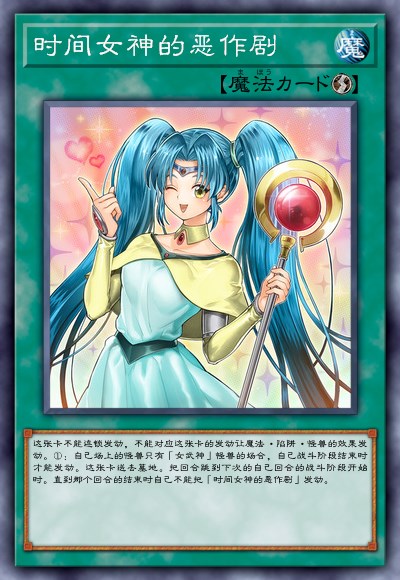 时间女神的恶作剧
魔
【魔法カード】
まほう
这张卡不能连锁发动，不能对应这张卡的发动让魔法·陷阱·怪兽的效果发
动。①：自己场上的怪兽只有「女武神」怪兽的场合，自己战斗阶段结束时
才能发动。这张卡送去墓地。把回合跳到下次的自己回合的战斗阶段开始
时。直到那个回合的结束时自己不能把「时间女神的恶作剧」发动。